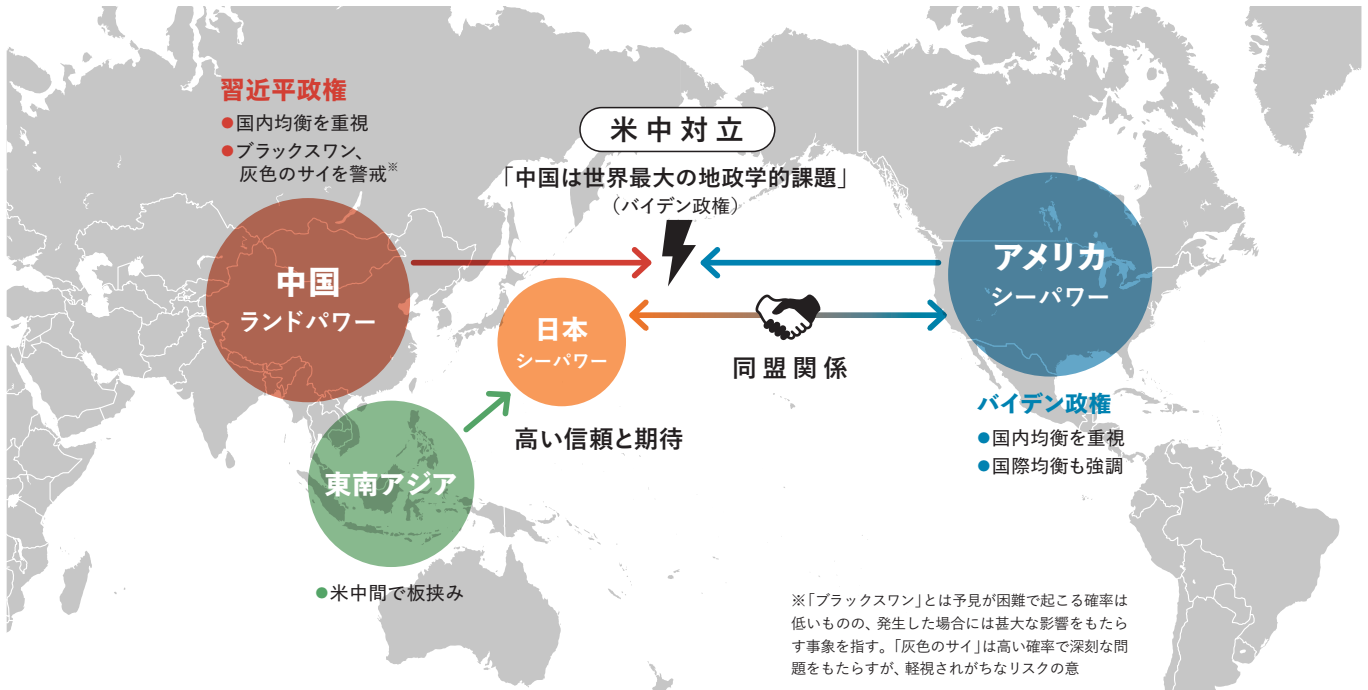 習近平政権
●国内均衡を重視
●ブラックスワン、
灰色のサイを警戒※
米中対立
「中国は世界最大の地政学的課題」
（バイデン政権）
中国
ランドパワー
アメリカ
シーパワー
日本
シーパワー
同盟関係
バイデン政権
●国内均衡を重視
●国際均衡も強調
高い信頼と期待
東南アジア
●米中間で板挟み
※「ブラックスワン」とは予見が困難で起こる確率は
低いものの、発生した場合には甚大な影響をもたら
す事象を指す。「灰色のサイ」は高い確率で深刻な問
題をもたらすが、軽視されがちなリスクの意